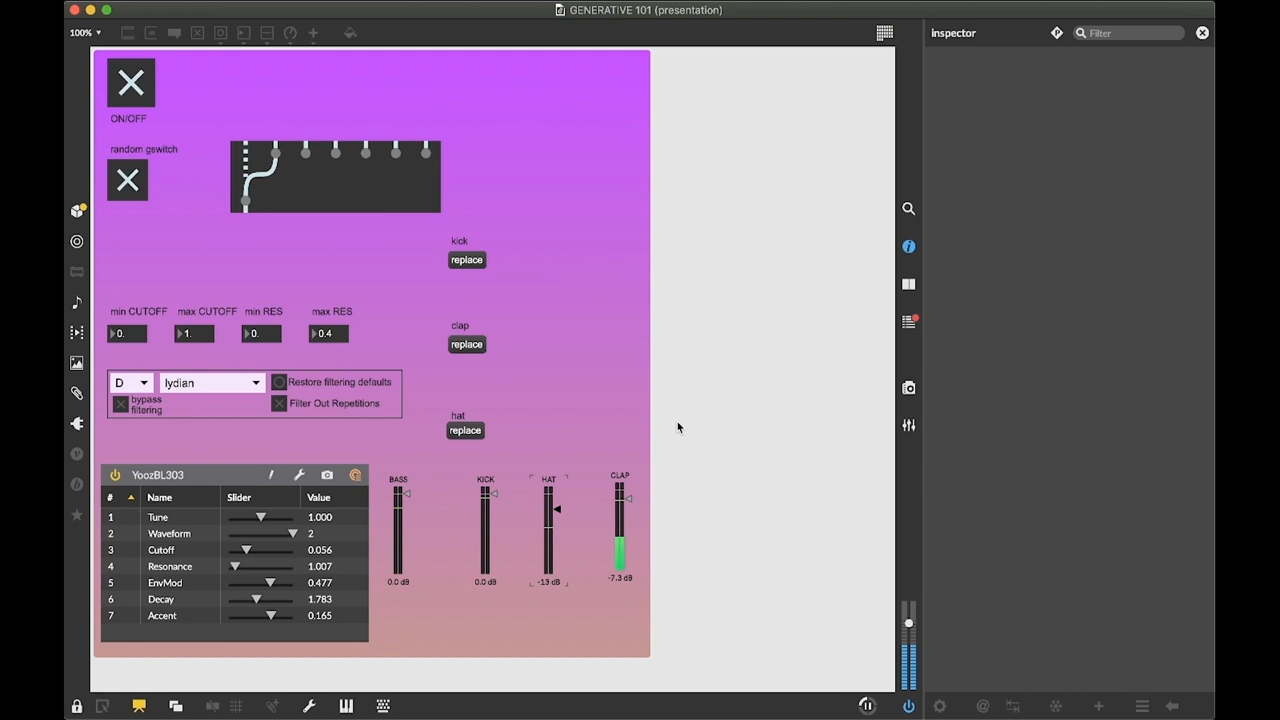 GENERATIVE 101 (presentation)
100%
inspector
Filter
ON/OFF
random gswitch
kick
replace
min CUTOFF max CUTOFF min RES max RES
0. 1. 0. 0.4
clap
replace
D lydian Restore filtering defaults
bypass filtering Filter Out Repetitions
hat
replace
YoozBL303
# Name Slider Value
1 Tune 1.000
2 Waveform 2
3 Cutoff 0.056
4 Resonance 1.007
5 EnvMod 0.477
6 Decay 1.783
7 Accent 0.165
BASS KICK HAT CLAP
0.0 dB 0.0 dB -13 dB -7.3 dB